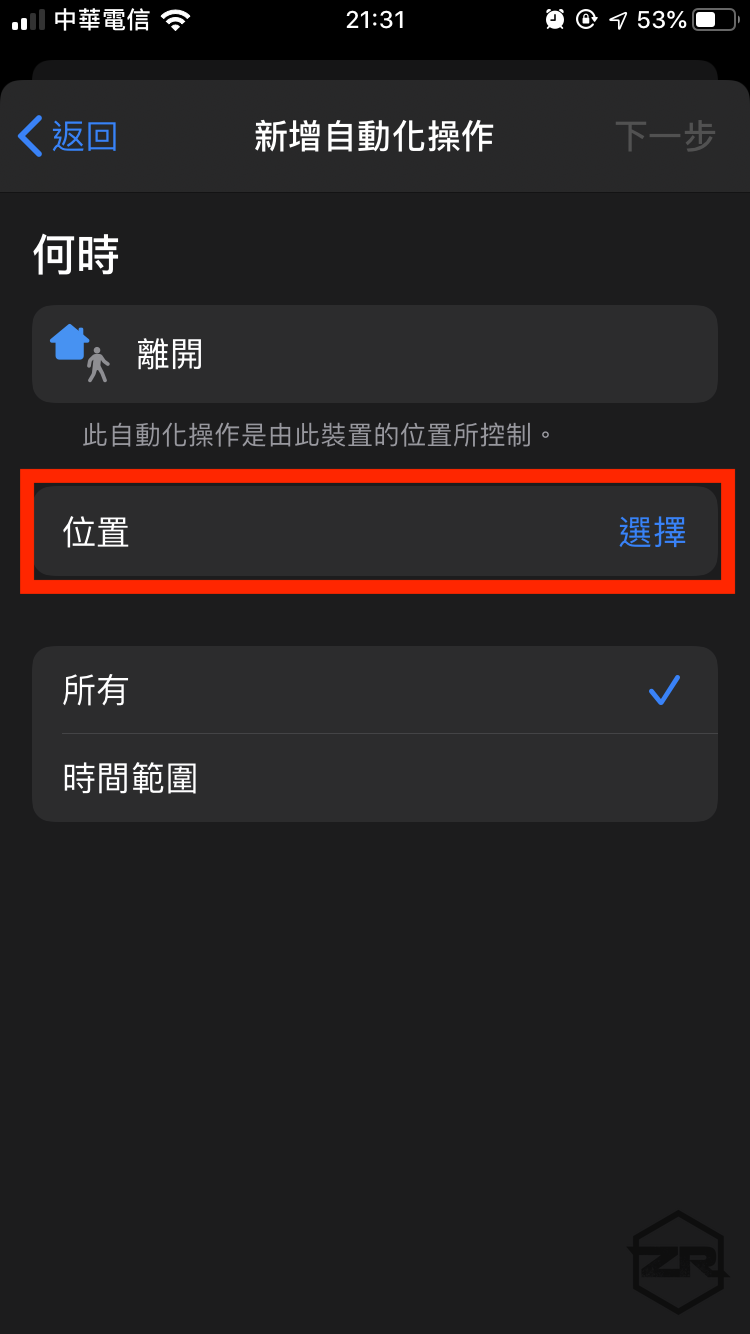 中華電信 21:31 53%
返回 新增自動化操作 下一步
何時
離開
此自動化操作是由此裝置的位置所控制。
位置 選擇
所有
時間範圍
ZR